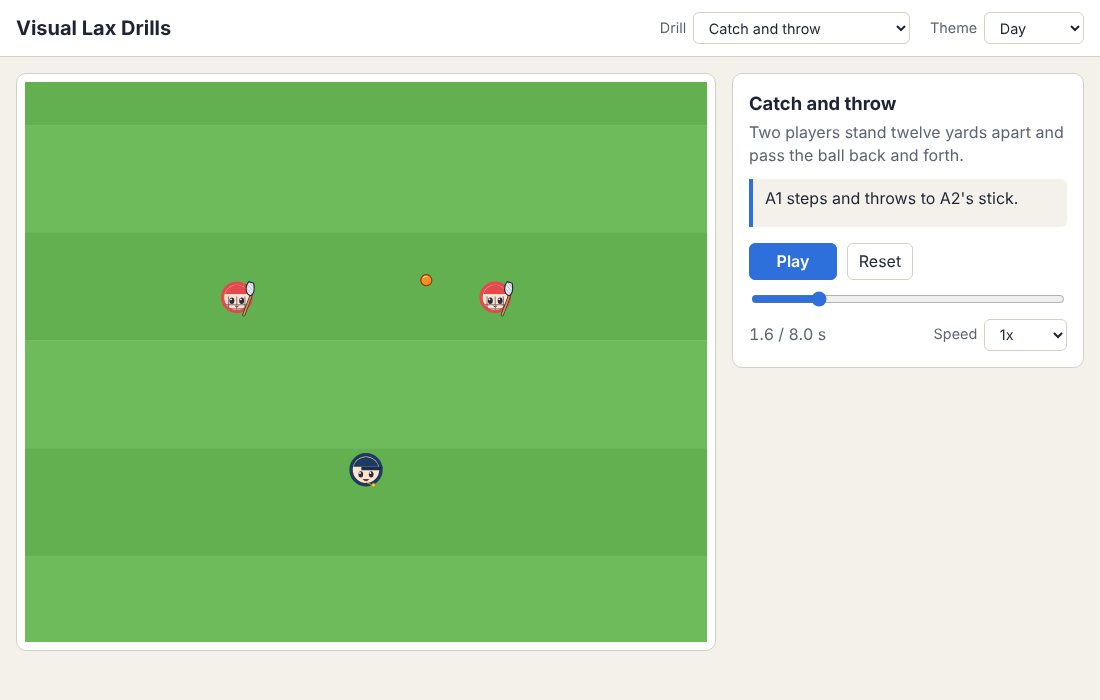 Visual Lax Drills
Drill Catch and throw Theme Day
Catch and throw
Two players stand twelve yards apart and
pass the ball back and forth.
A1 steps and throws to A2's stick.
Play Reset
1.6 / 8.0 s Speed 1x